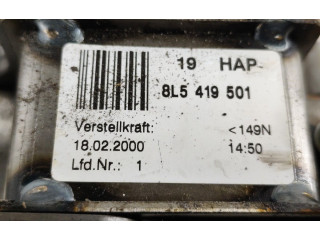 19 HAP
8L5 419 501
Verstellkraft: <149N
18.02.2000 14:50
Lfd.Nr.: 1